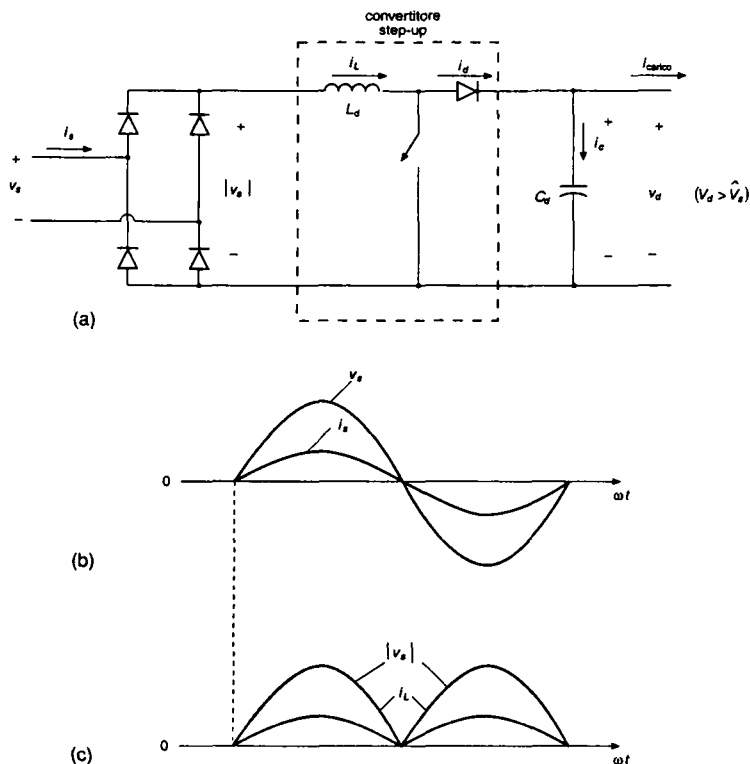 convertitore
step-up
i_L
i_d
i_carico
L_d
i_s
+
v_s
−
+
|v_s|
−
i_c
C_d
+
−
+
v_d
−
(V_d > V̂_s)
(a)
v_s
i_s
0
ωt
(b)
|v_s|
i_L
0
ωt
(c)